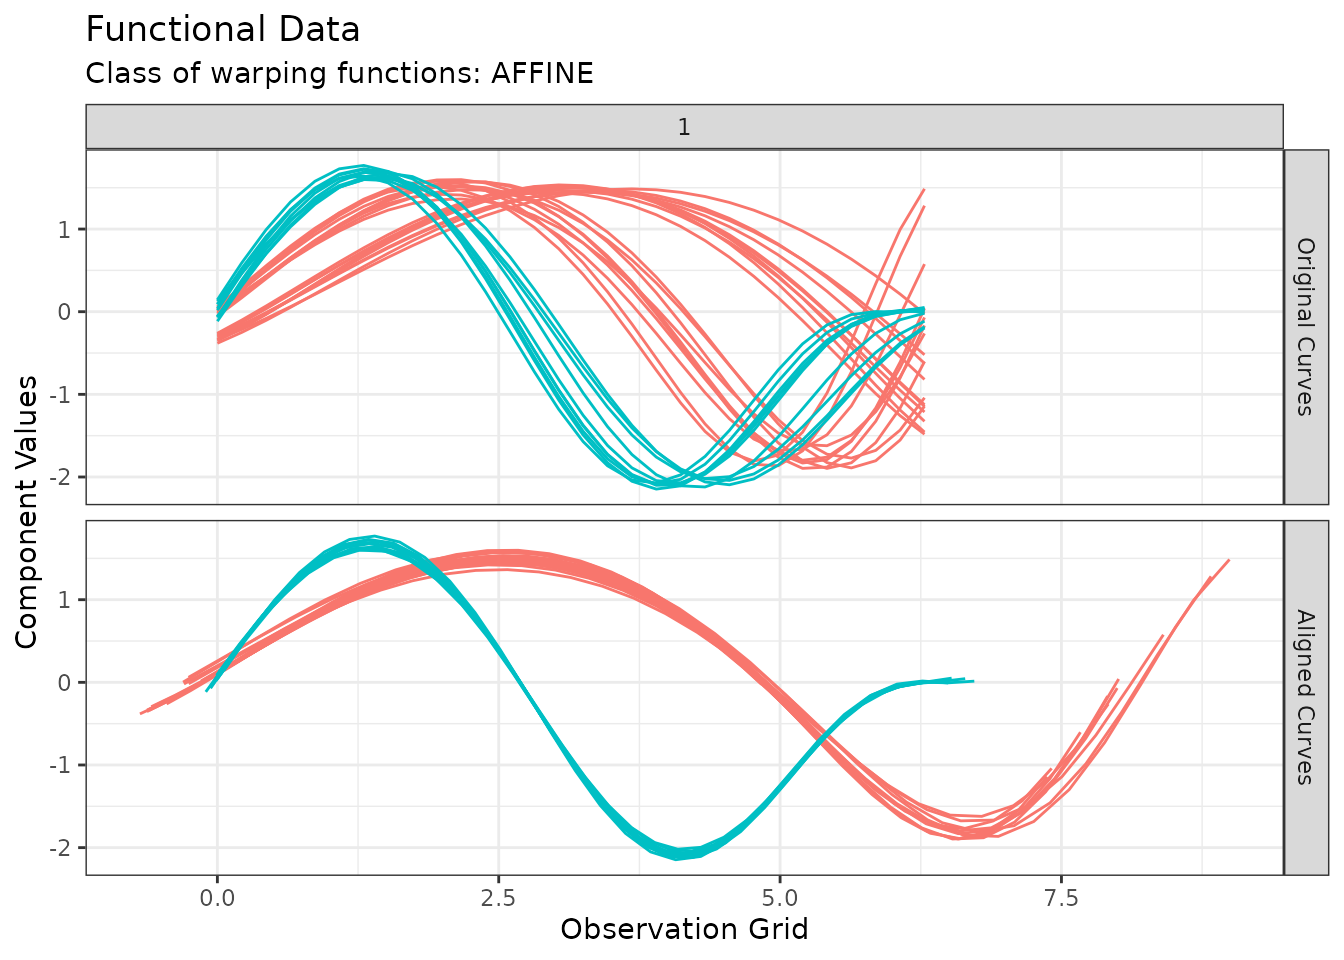 Functional Data
Class of warping functions: AFFINE
1
Original Curves
1
0
-1
-2
Aligned Curves
1
0
-1
-2
Component Values
0.0
2.5
5.0
7.5
Observation Grid